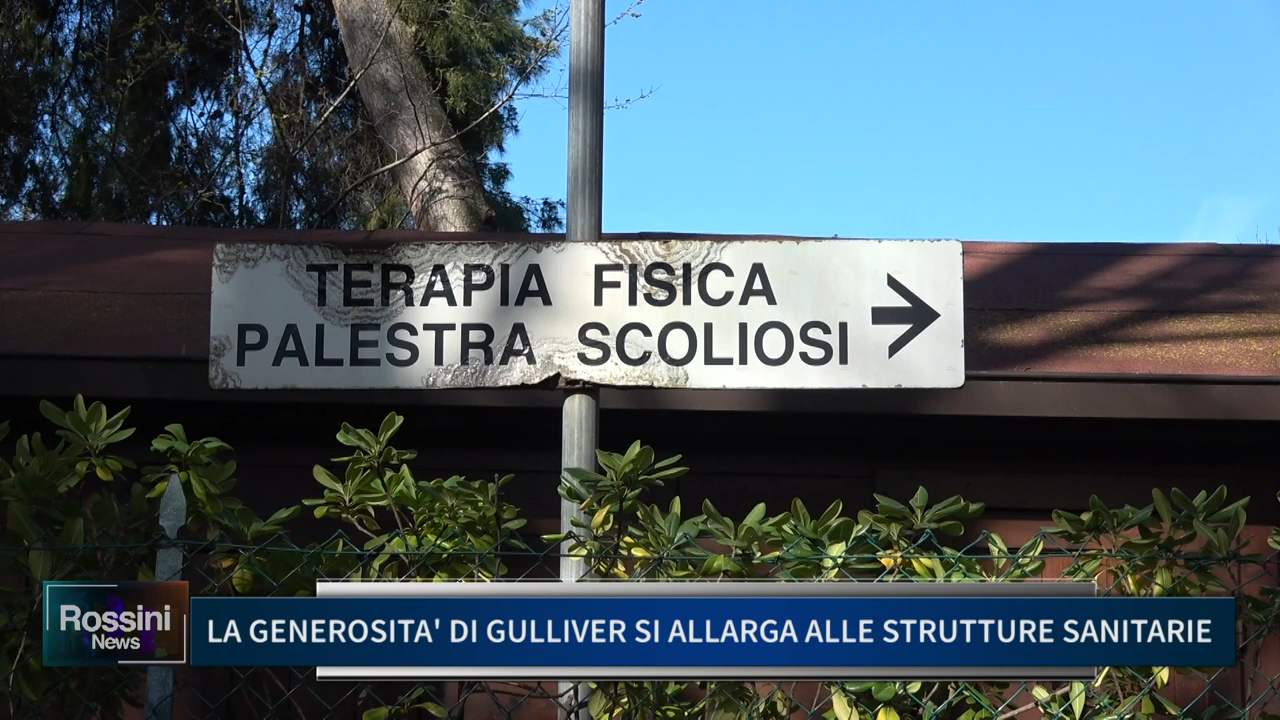 TERAPIA FISICA
PALESTRA SCOLIOSI
Rossini
News
LA GENEROSITA' DI GULLIVER SI ALLARGA ALLE STRUTTURE SANITARIE